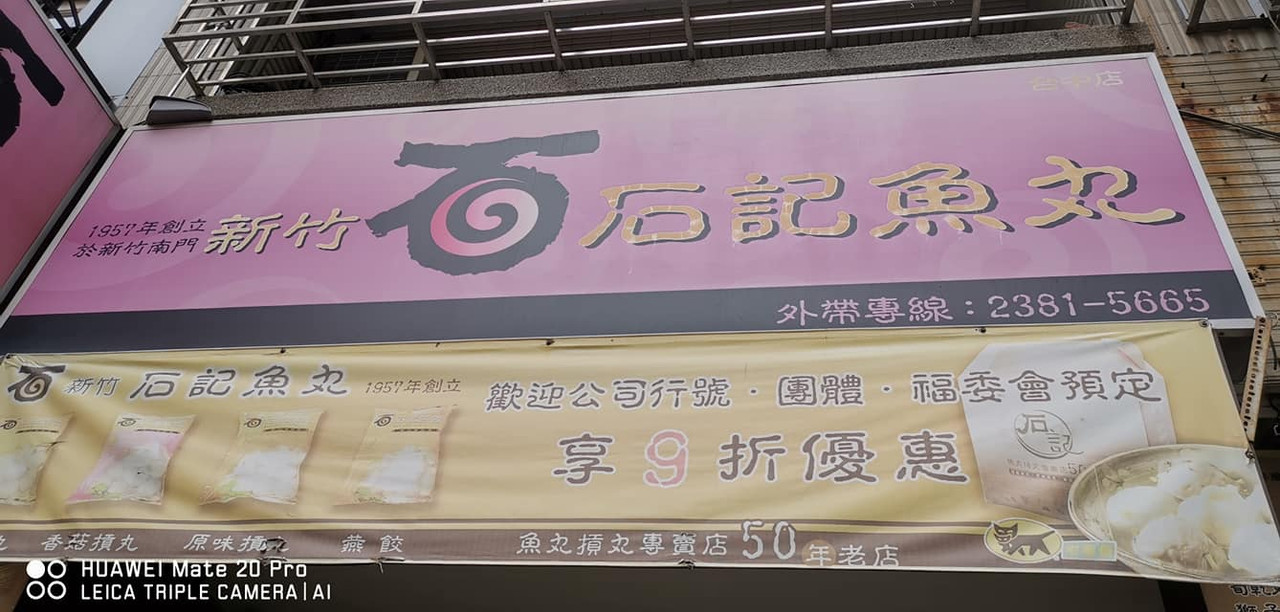 台中店
1957年創立
於新竹南門
新竹 石記魚丸
外帶專線：2381-5665
新竹 石記魚丸 1957年創立
歡迎公司行號．團體．福委會預定
享9折優惠
石記
香菇摃丸 原味摃丸 燕餃
魚丸摃丸專賣店50年老店
HUAWEI Mate 20 Pro
LEICA TRIPLE CAMERA|AI